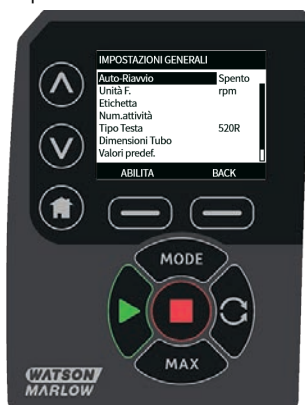 IMPOSTAZIONI GENERALI
Auto-Riavvio Spento
Unità F. rpm
Etichetta
Num.attività
Tipo Testa 520R
Dimensioni Tubo
Valori predef.
ABILITA BACK
MODE
MAX
WATSON
MARLOW